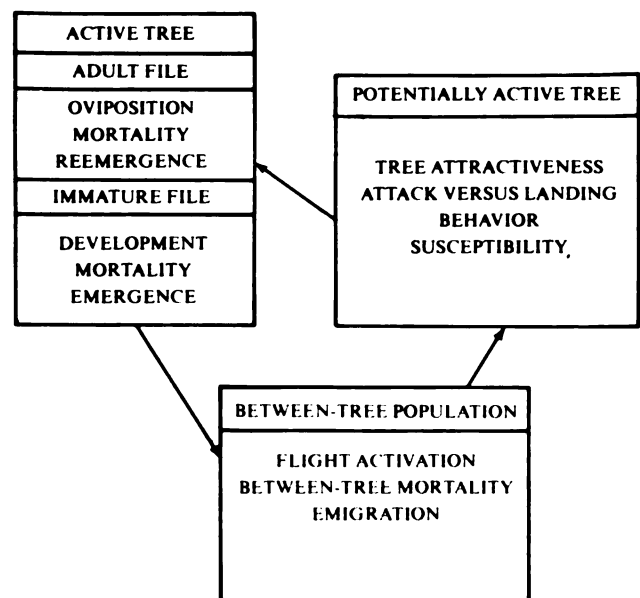 ACTIVE TREE
ADULT FILE
OVIPOSITION
MORTALITY
REEMERGENCE
IMMATURE FILE
DEVELOPMENT
MORTALITY
EMERGENCE
POTENTIALLY ACTIVE TREE
TREE ATTRACTIVENESS
ATTACK VERSUS LANDING
BEHAVIOR
SUSCEPTIBILITY.
BETWEEN-TREE POPULATION
FLIGHT ACTIVATION
BETWEEN-TREE MORTALITY
EMIGRATION